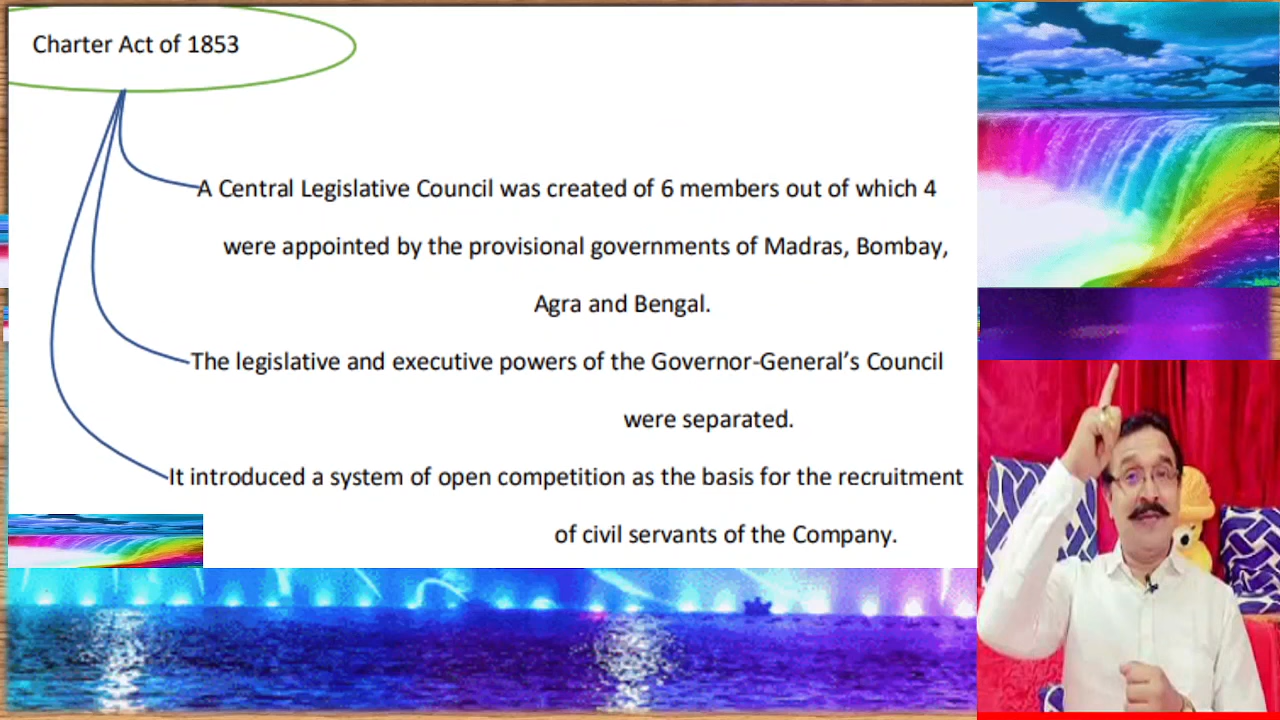 Charter Act of 1853
A Central Legislative Council was created of 6 members out of which 4
were appointed by the provisional governments of Madras, Bombay,
Agra and Bengal.
The legislative and executive powers of the Governor-General’s Council
were separated.
It introduced a system of open competition as the basis for the recruitment
of civil servants of the Company.